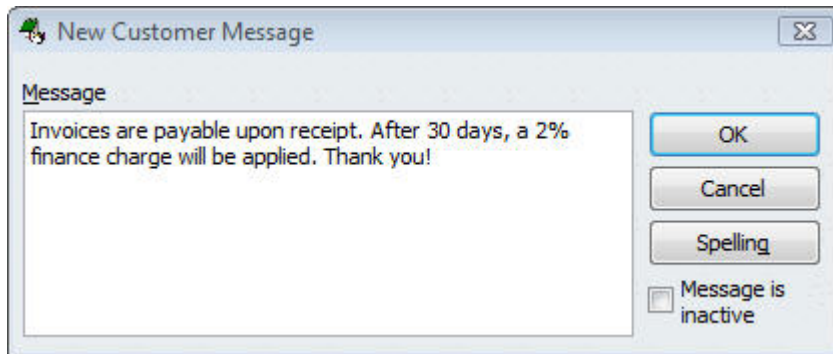 New Customer Message
Message
Invoices are payable upon receipt. After 30 days, a 2%
finance charge will be applied. Thank you!
OK
Cancel
Spelling
Message is
inactive